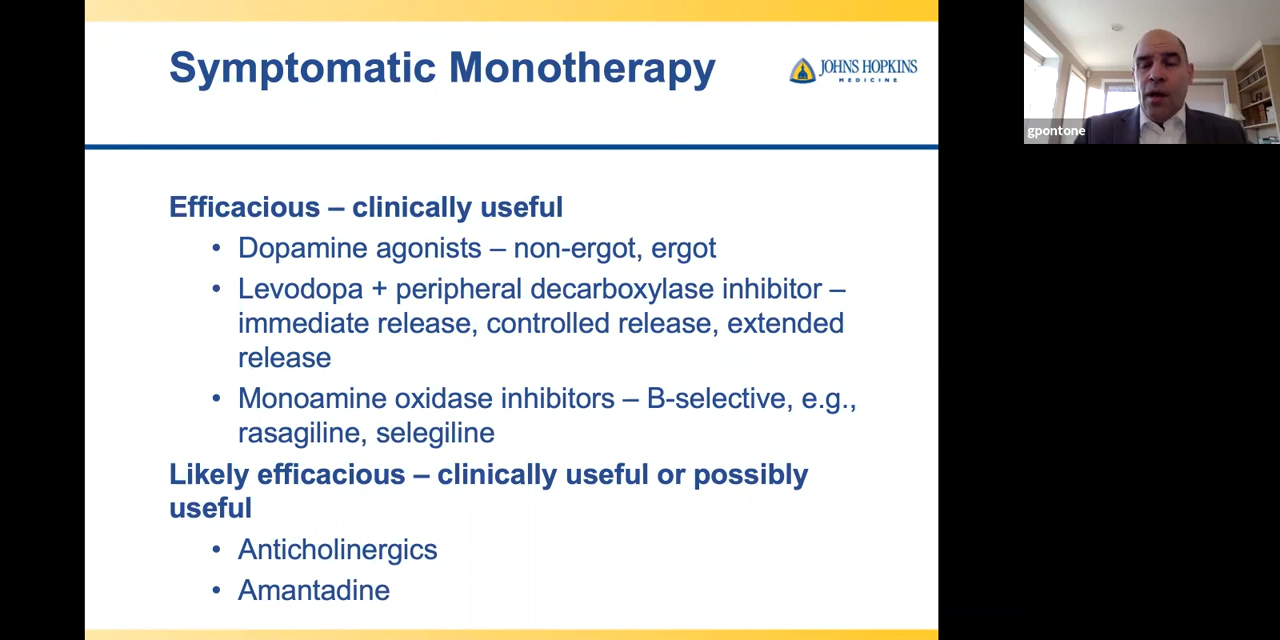 Symptomatic Monotherapy
JOHNS HOPKINS
MEDICINE
gpontone
Efficacious – clinically useful
• Dopamine agonists – non-ergot, ergot
• Levodopa + peripheral decarboxylase inhibitor –
immediate release, controlled release, extended
release
• Monoamine oxidase inhibitors – B-selective, e.g.,
rasagiline, selegiline
Likely efficacious – clinically useful or possibly
useful
• Anticholinergics
• Amantadine